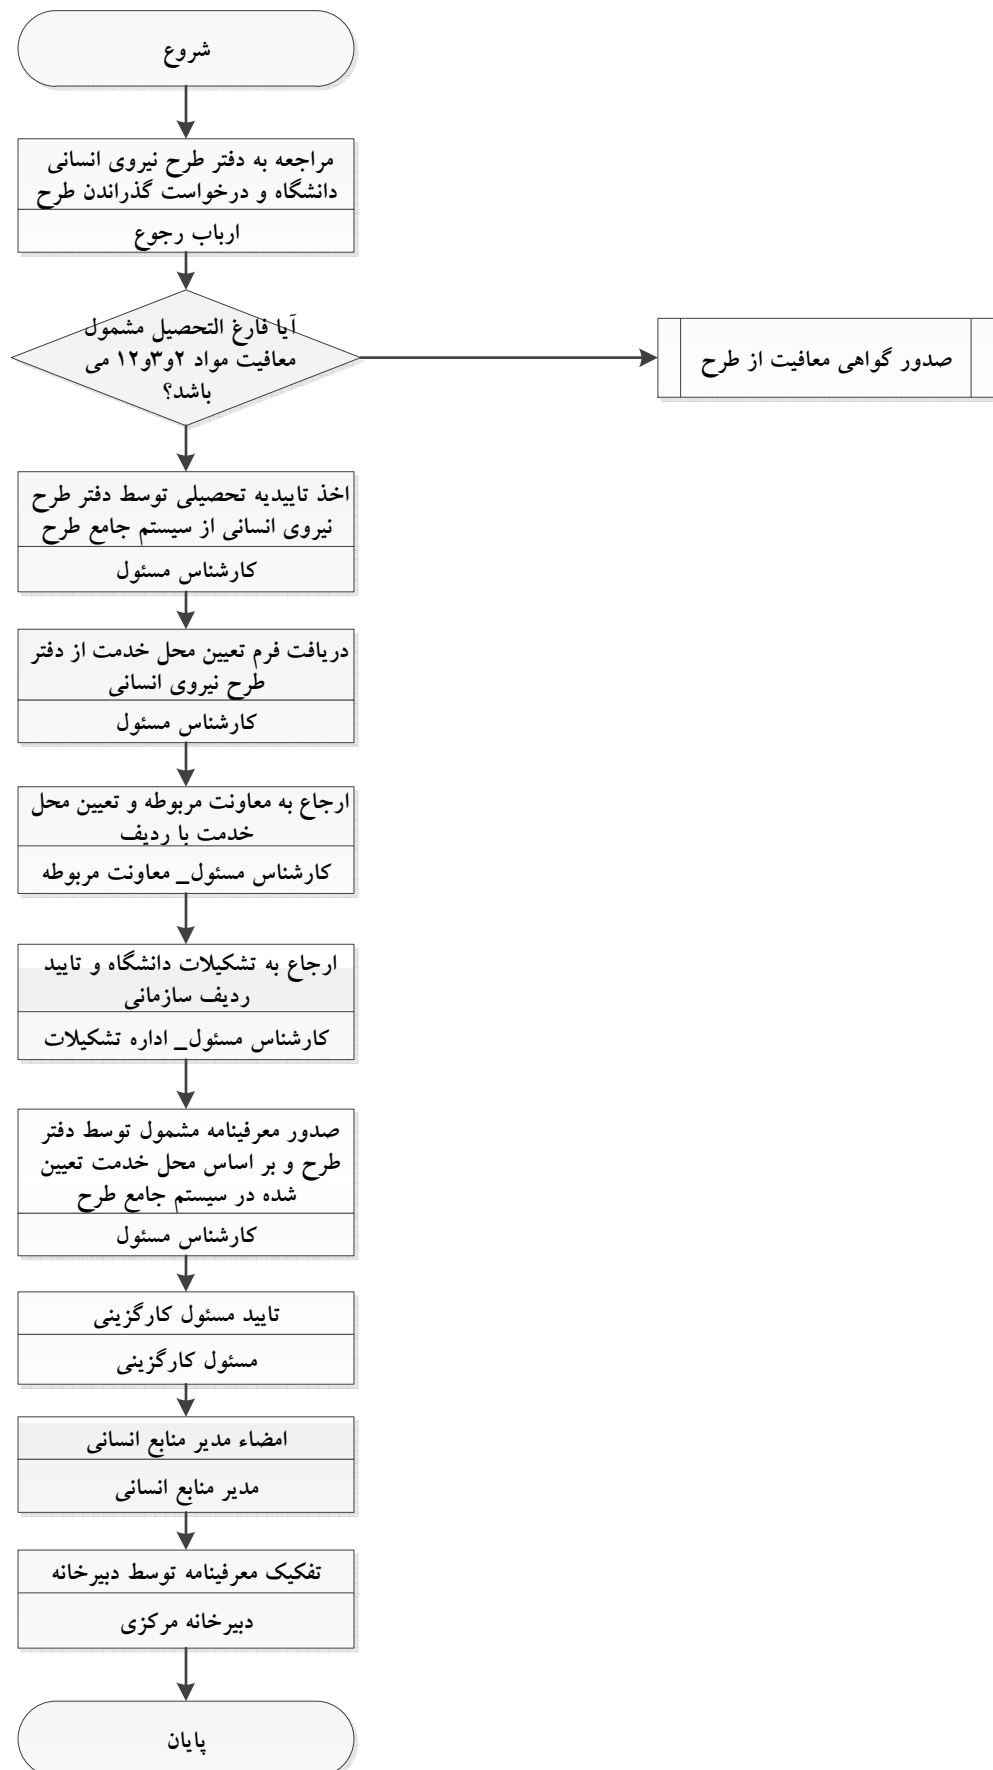 شروع
مراجعه به دفتر طرح نیروی انسانی
دانشگاه و درخواست گذراندن طرح
ارباب رجوع
آیا فارغ التحصیل مشمول
معافیت مواد ۲و۳و۱۲ می
باشد؟
صدور گواهی معافیت از طرح
اخذ تاییدیه تحصیلی توسط دفتر طرح
نیروی انسانی از سیستم جامع طرح
کارشناس مسئول
دریافت فرم تعیین محل خدمت از دفتر
طرح نیروی انسانی
کارشناس مسئول
ارجاع به معاونت مربوطه و تعیین محل
خدمت با ردیف
کارشناس مسئول_ معاونت مربوطه
ارجاع به تشکیلات دانشگاه و تایید
ردیف سازمانی
کارشناس مسئول_ اداره تشکیلات
صدور معرفینامه مشمول توسط دفتر
طرح و بر اساس محل خدمت تعیین
شده در سیستم جامع طرح
کارشناس مسئول
تایید مسئول کارگزینی
مسئول کارگزینی
امضاء مدیر منابع انسانی
مدیر منابع انسانی
تفکیک معرفینامه توسط دبیرخانه
دبیرخانه مرکزی
پایان